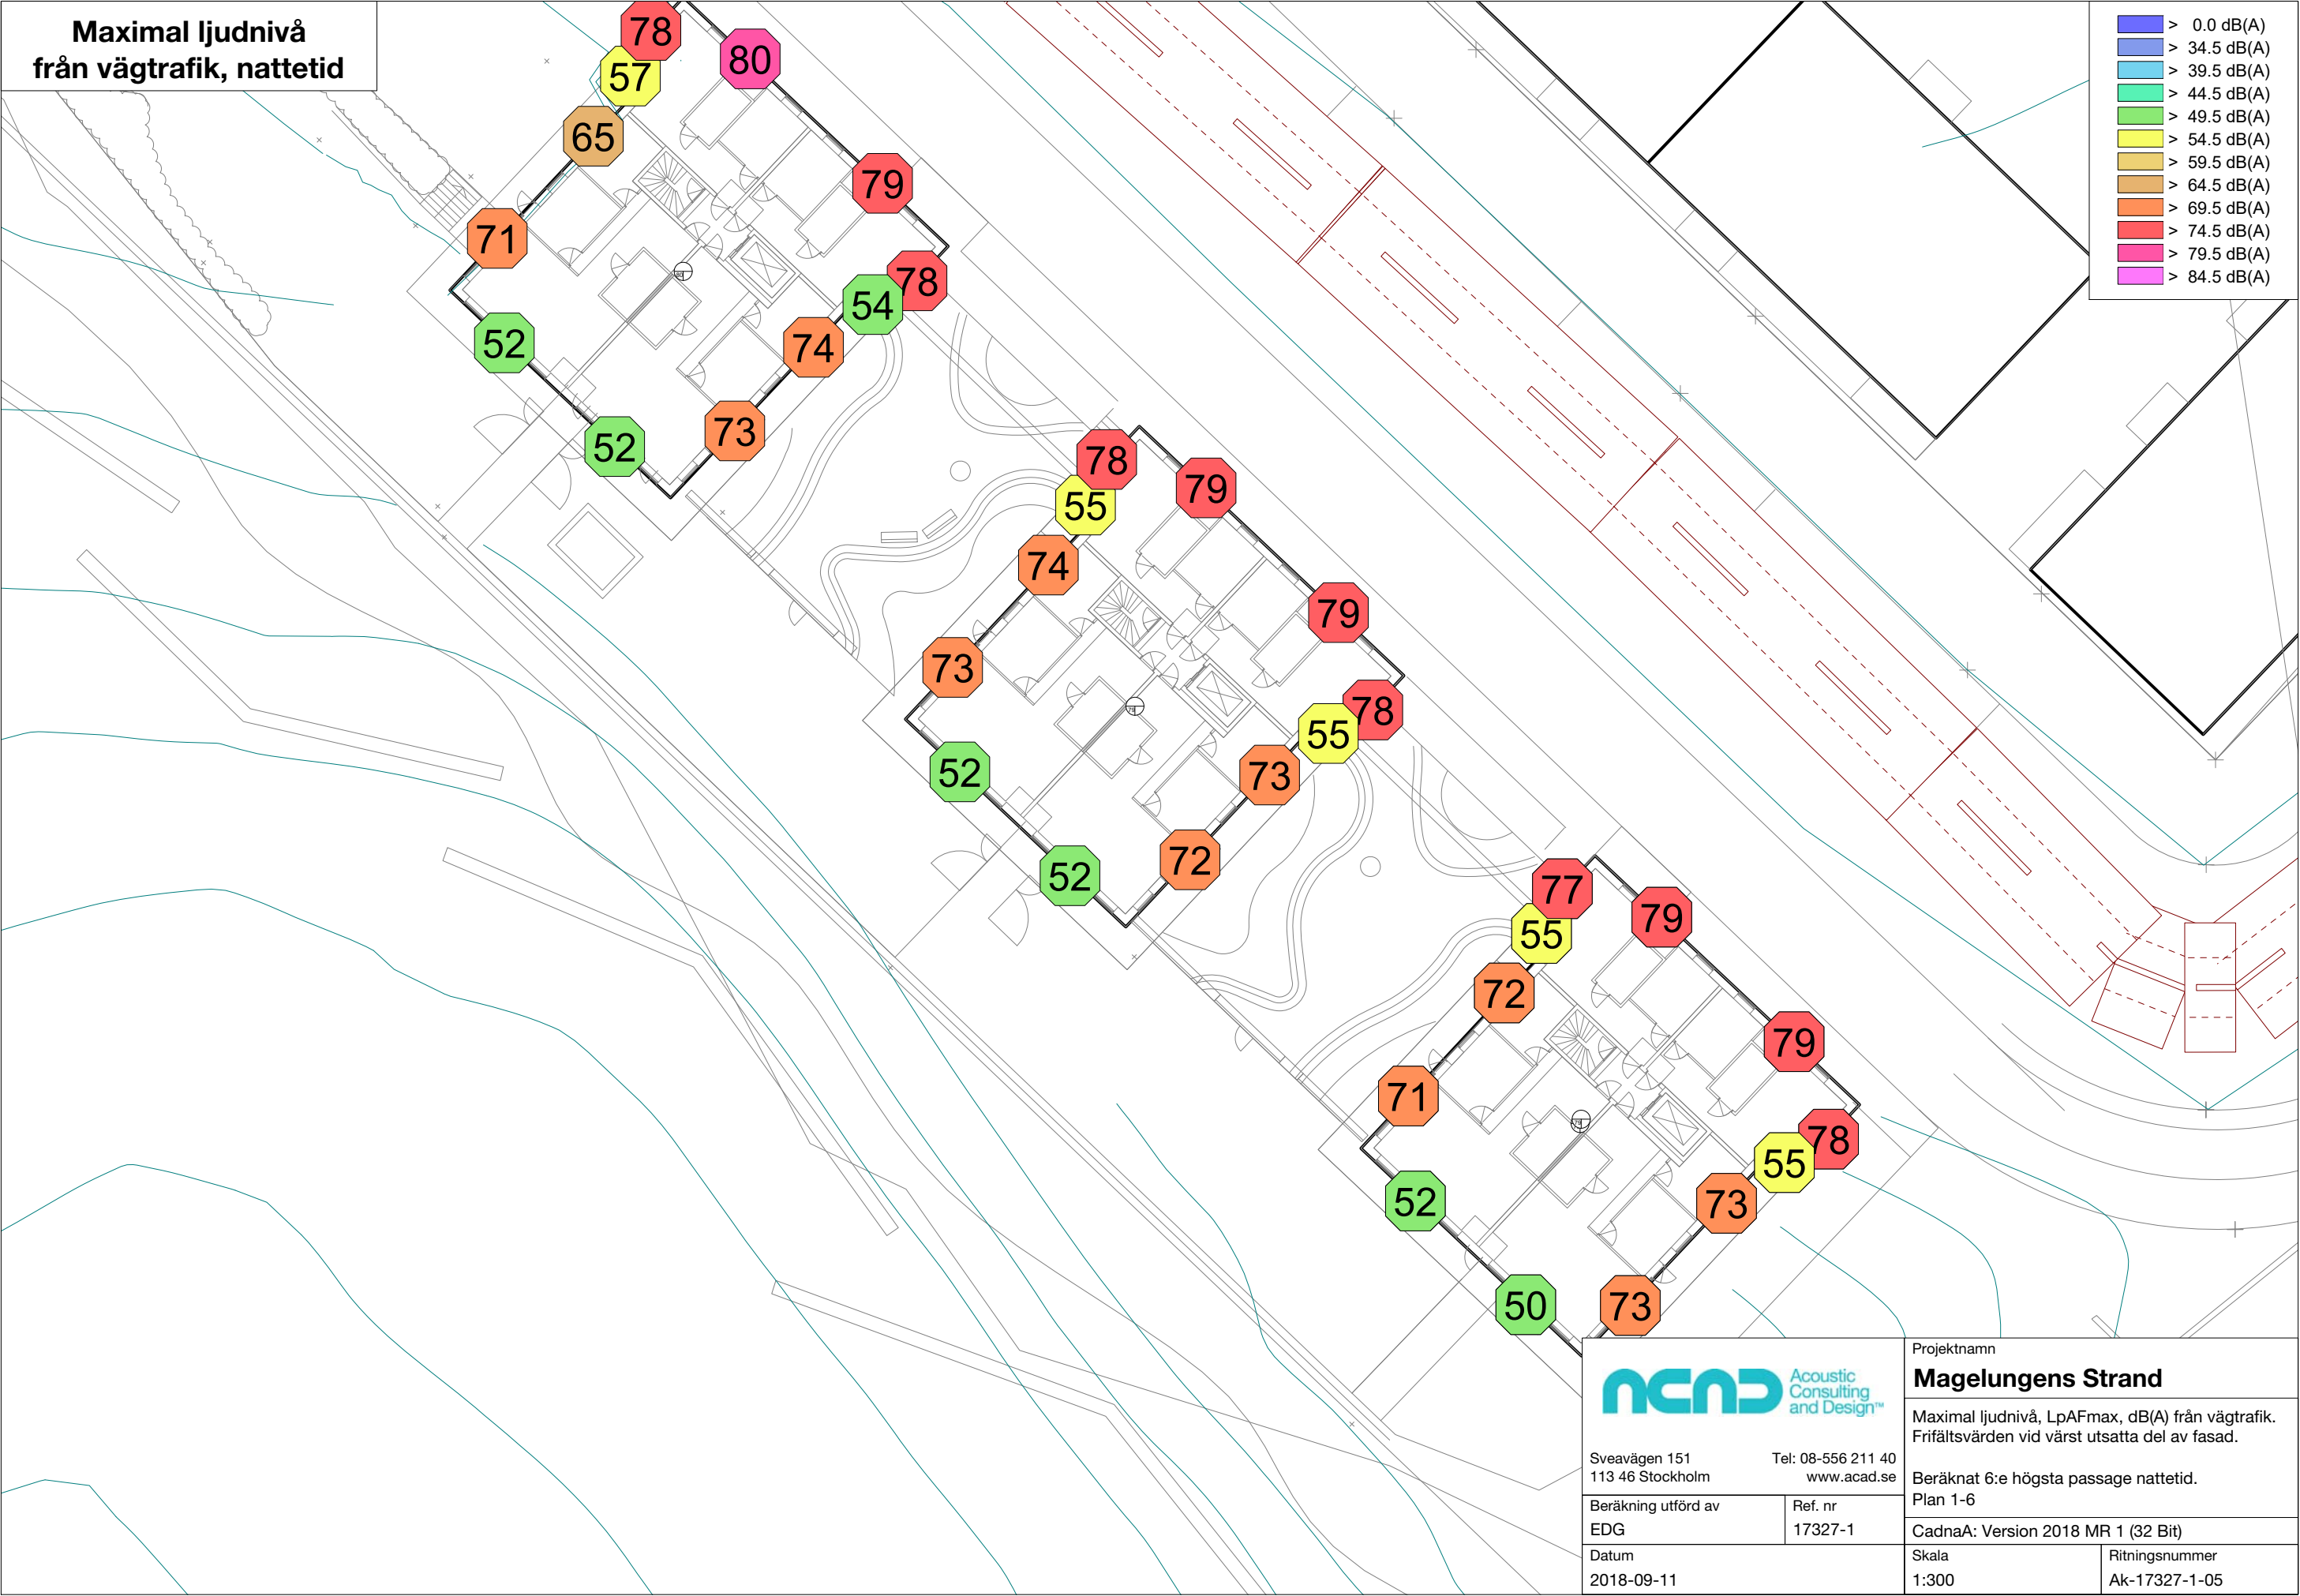 Maximal ljudnivå
från vägtrafik, nattetid
> 0.0 dB(A)
> 34.5 dB(A)
> 39.5 dB(A)
> 44.5 dB(A)
> 49.5 dB(A)
> 54.5 dB(A)
> 59.5 dB(A)
> 64.5 dB(A)
> 69.5 dB(A)
> 74.5 dB(A)
> 79.5 dB(A)
> 84.5 dB(A)
78
80
57
65
79
71
78
54
52
74
73
52
78
79
55
74
79
73
78
55
52
73
72
52
77
79
55
72
79
71
78
55
52
73
50
73
ACAD
Acoustic
Consulting
and Design™
Sveavägen 151
113 46 Stockholm
Tel: 08-556 211 40
www.acad.se
Beräkning utförd av
EDG
Ref. nr
17327-1
Datum
2018-09-11
Projektnamn
Magelungens Strand
Maximal ljudnivå, LpAFmax, dB(A) från vägtrafik.
Frifältsvärden vid värst utsatta del av fasad.
Beräknat 6:e högsta passage nattetid.
Plan 1-6
CadnaA: Version 2018 MR 1 (32 Bit)
Skala
1:300
Ritningsnummer
Ak-17327-1-05